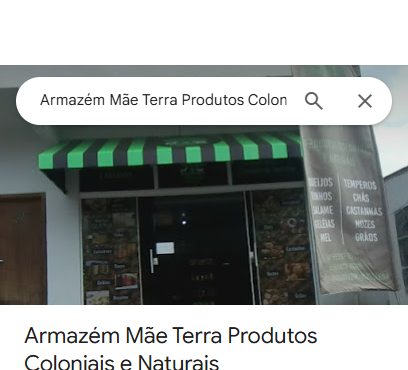 Armazém Mãe Terra Produtos Colon
QUEIJOS
VINHOS
SALAME
GELÉIAS
MEL
TEMPEROS
CHÁS
CASTANHAS
NOZES
GRÃOS
Armazém Mãe Terra Produtos
Coloniais e Naturais